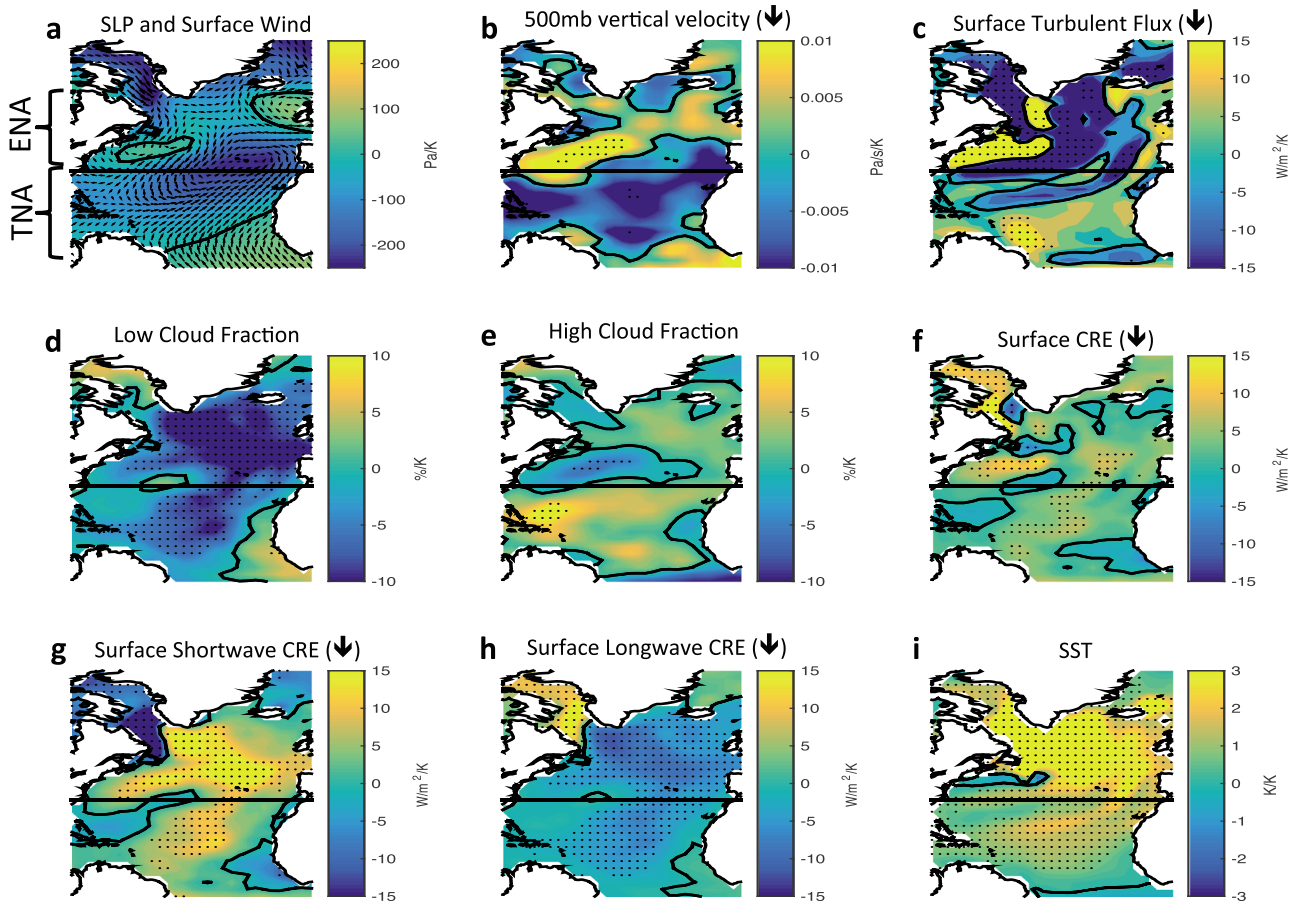 a SLP and Surface Wind
200
100
0
-100
-200
Pa/K
ENA
TNA
b 500mb vertical velocity (🡻)
0.01
0.005
0
-0.005
-0.01
Pa/s/K
c Surface Turbulent Flux (🡻)
15
10
5
0
-5
-10
-15
W/m²/K
d Low Cloud Fraction
10
5
0
-5
-10
%/K
e High Cloud Fraction
10
5
0
-5
-10
%/K
f Surface CRE (🡻)
15
10
5
0
-5
-10
-15
W/m²/K
g Surface Shortwave CRE (🡻)
15
10
5
0
-5
-10
-15
W/m²/K
h Surface Longwave CRE (🡻)
15
10
5
0
-5
-10
-15
W/m²/K
i SST
3
2
1
0
-1
-2
-3
K/K